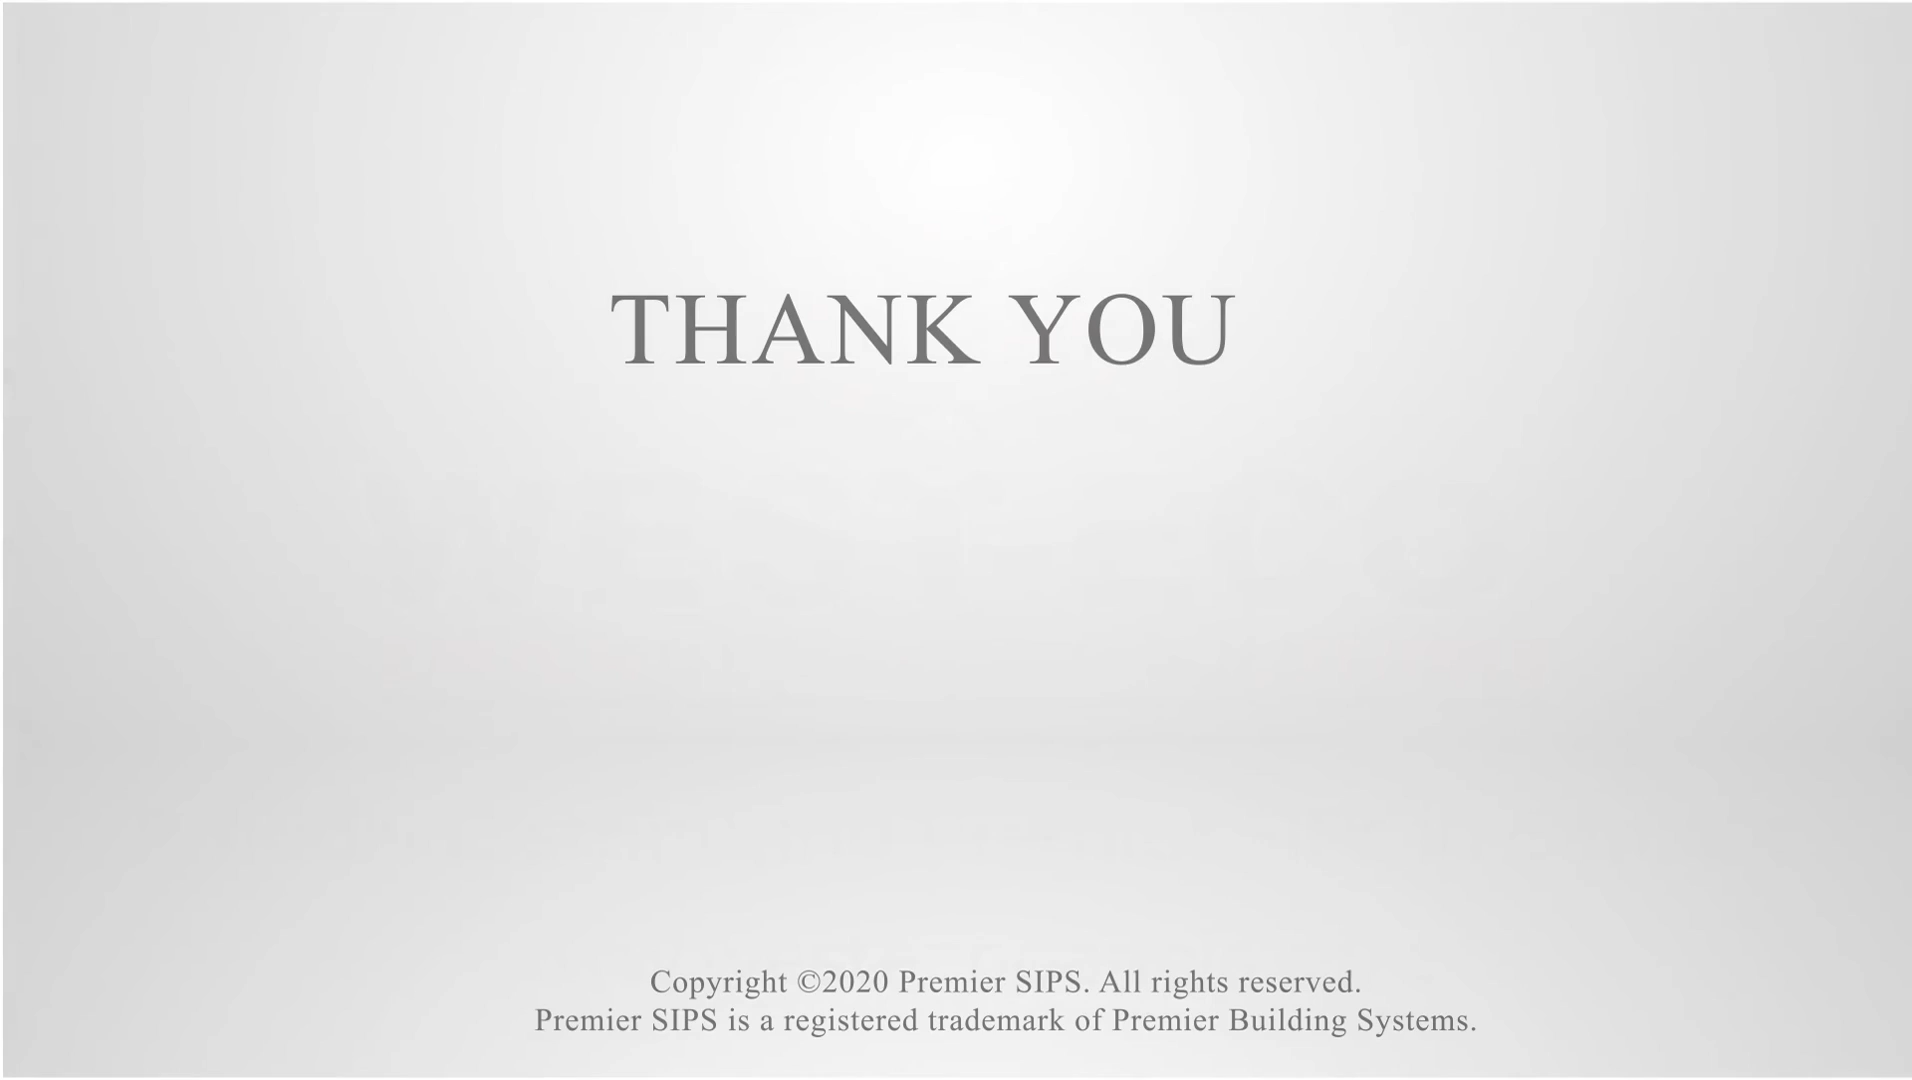 THANK YOU
Copyright ©2020 Premier SIPS. All rights reserved.
Premier SIPS is a registered trademark of Premier Building Systems.